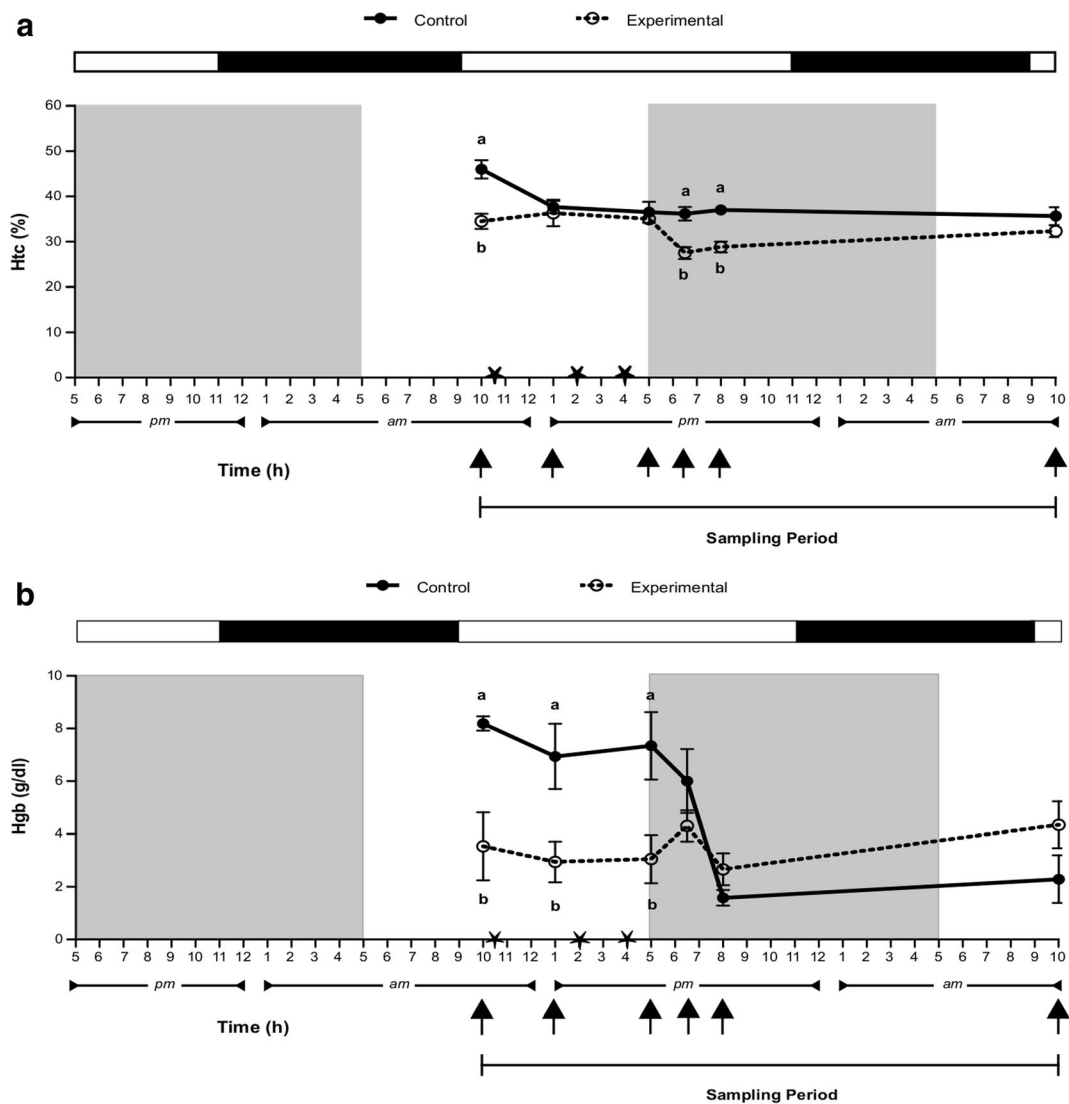 a
Control Experimental
60
50
40
30
20
10
0
Htc (%)
a a a
b b b
5 6 7 8 9 10 11 12 1 2 3 4 5 6 7 8 9 10 11 12 1 2 3 4 5 6 7 8 9 10 11 12 1 2 3 4 5 6 7 8 9 10
pm am pm am
Time (h)
Sampling Period
b
Control Experimental
10
8
6
4
2
0
Hgb (g/dl)
a a a
b b b
5 6 7 8 9 10 11 12 1 2 3 4 5 6 7 8 9 10 11 12 1 2 3 4 5 6 7 8 9 10 11 12 1 2 3 4 5 6 7 8 9 10
pm am pm am
Time (h)
Sampling Period